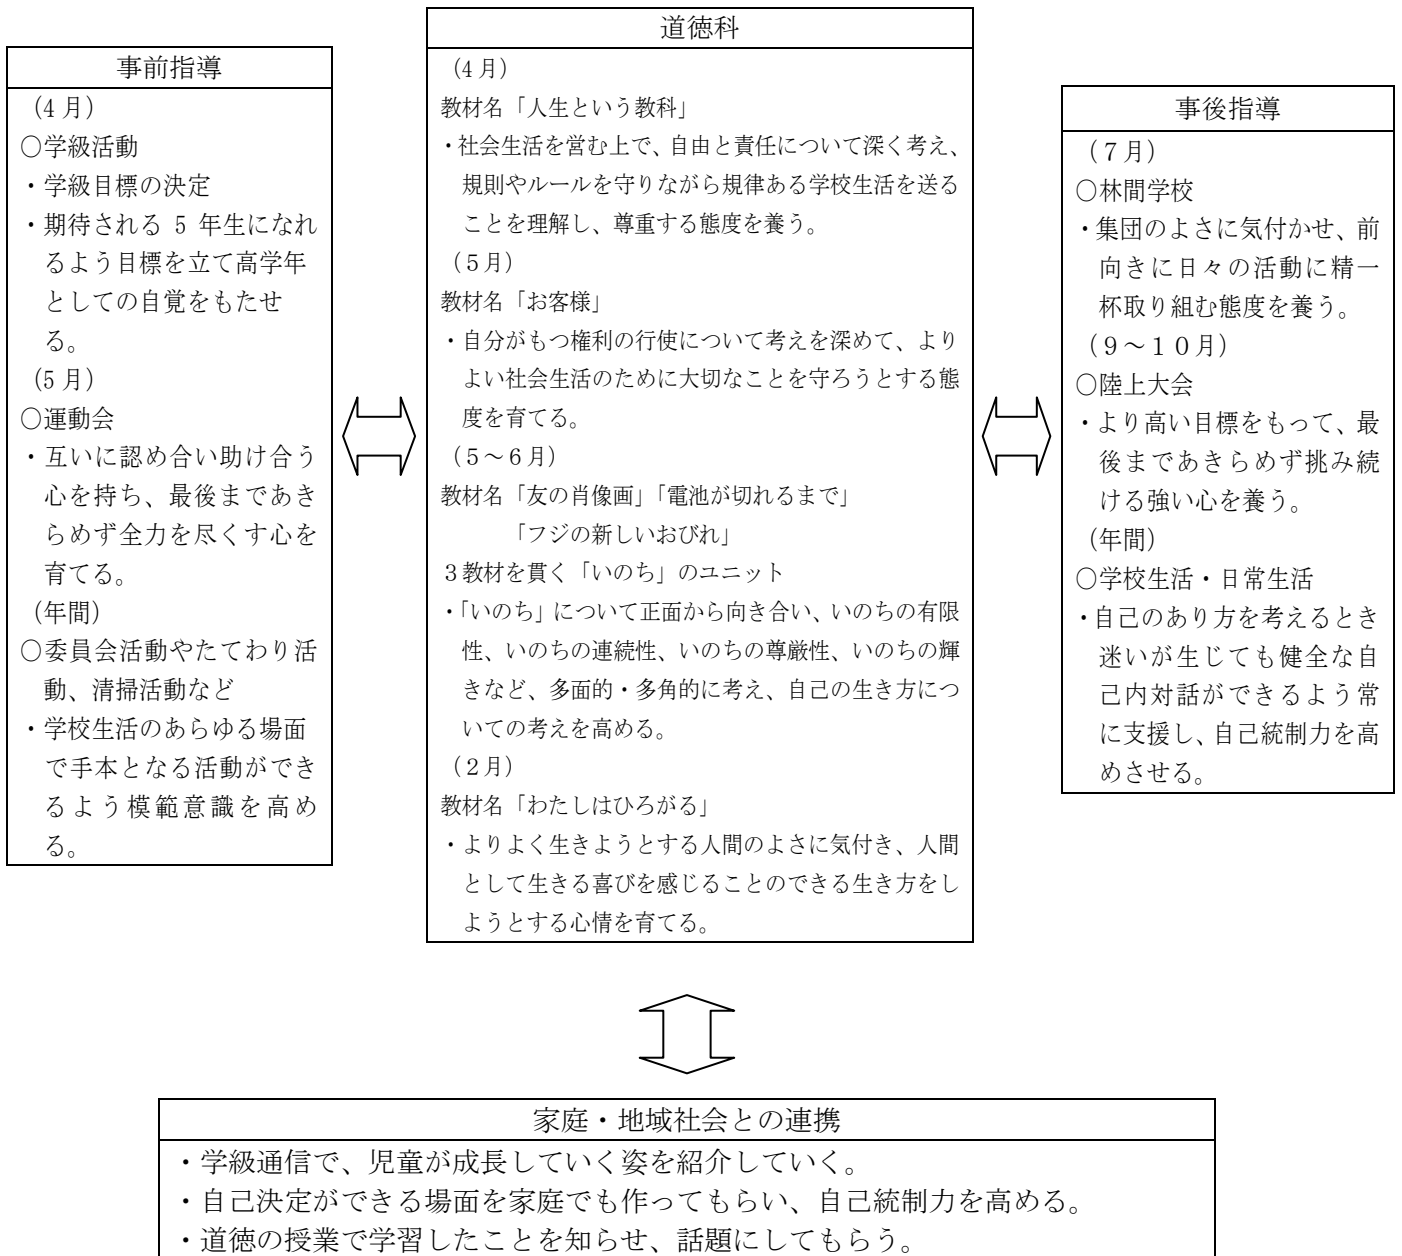 事前指導
（4 月）
○学級活動
・学級目標の決定
・期待される 5 年生になれ
るよう目標を立て高学年
としての自覚をもたせ
る。
（5 月）
○運動会
・互いに認め合い助け合う
心を持ち、最後まであき
らめず全力を尽くす心を
育てる。
（年間）
○委員会活動やたてわり活
動、清掃活動など
・学校生活のあらゆる場面
で手本となる活動ができ
るよう模範意識を高め
る。
道徳科
（4 月）
教材名「人生という教科」
・社会生活を営む上で、自由と責任について深く考え、
規則やルールを守りながら規律ある学校生活を送る
ことを理解し、尊重する態度を養う。
（５月）
教材名「お客様」
・自分がもつ権利の行使について考えを深めて、より
よい社会生活のために大切なことを守ろうとする態
度を育てる。
（５～６月）
教材名「友の肖像画」「電池が切れるまで」
「フジの新しいおびれ」
３教材を貫く「いのち」のユニット
・「いのち」について正面から向き合い、いのちの有限
性、いのちの連続性、いのちの尊厳性、いのちの輝
きなど、多面的・多角的に考え、自己の生き方につ
いての考えを高める。
（２月）
教材名「わたしはひろがる」
・よりよく生きようとする人間のよさに気付き、人間
として生きる喜びを感じることのできる生き方をし
ようとする心情を育てる。
事後指導
（７月）
○林間学校
・集団のよさに気付かせ、前
向きに日々の活動に精一
杯取り組む態度を養う。
（９～１０月）
○陸上大会
・より高い目標をもって、最
後まであきらめず挑み続
ける強い心を養う。
（年間）
○学校生活・日常生活
・自己のあり方を考えるとき
迷いが生じても健全な自
己内対話ができるよう常
に支援し、自己統制力を高
めさせる。
家庭・地域社会との連携
・学級通信で、児童が成長していく姿を紹介していく。
・自己決定ができる場面を家庭でも作ってもらい、自己統制力を高める。
・道徳の授業で学習したことを知らせ、話題にしてもらう。